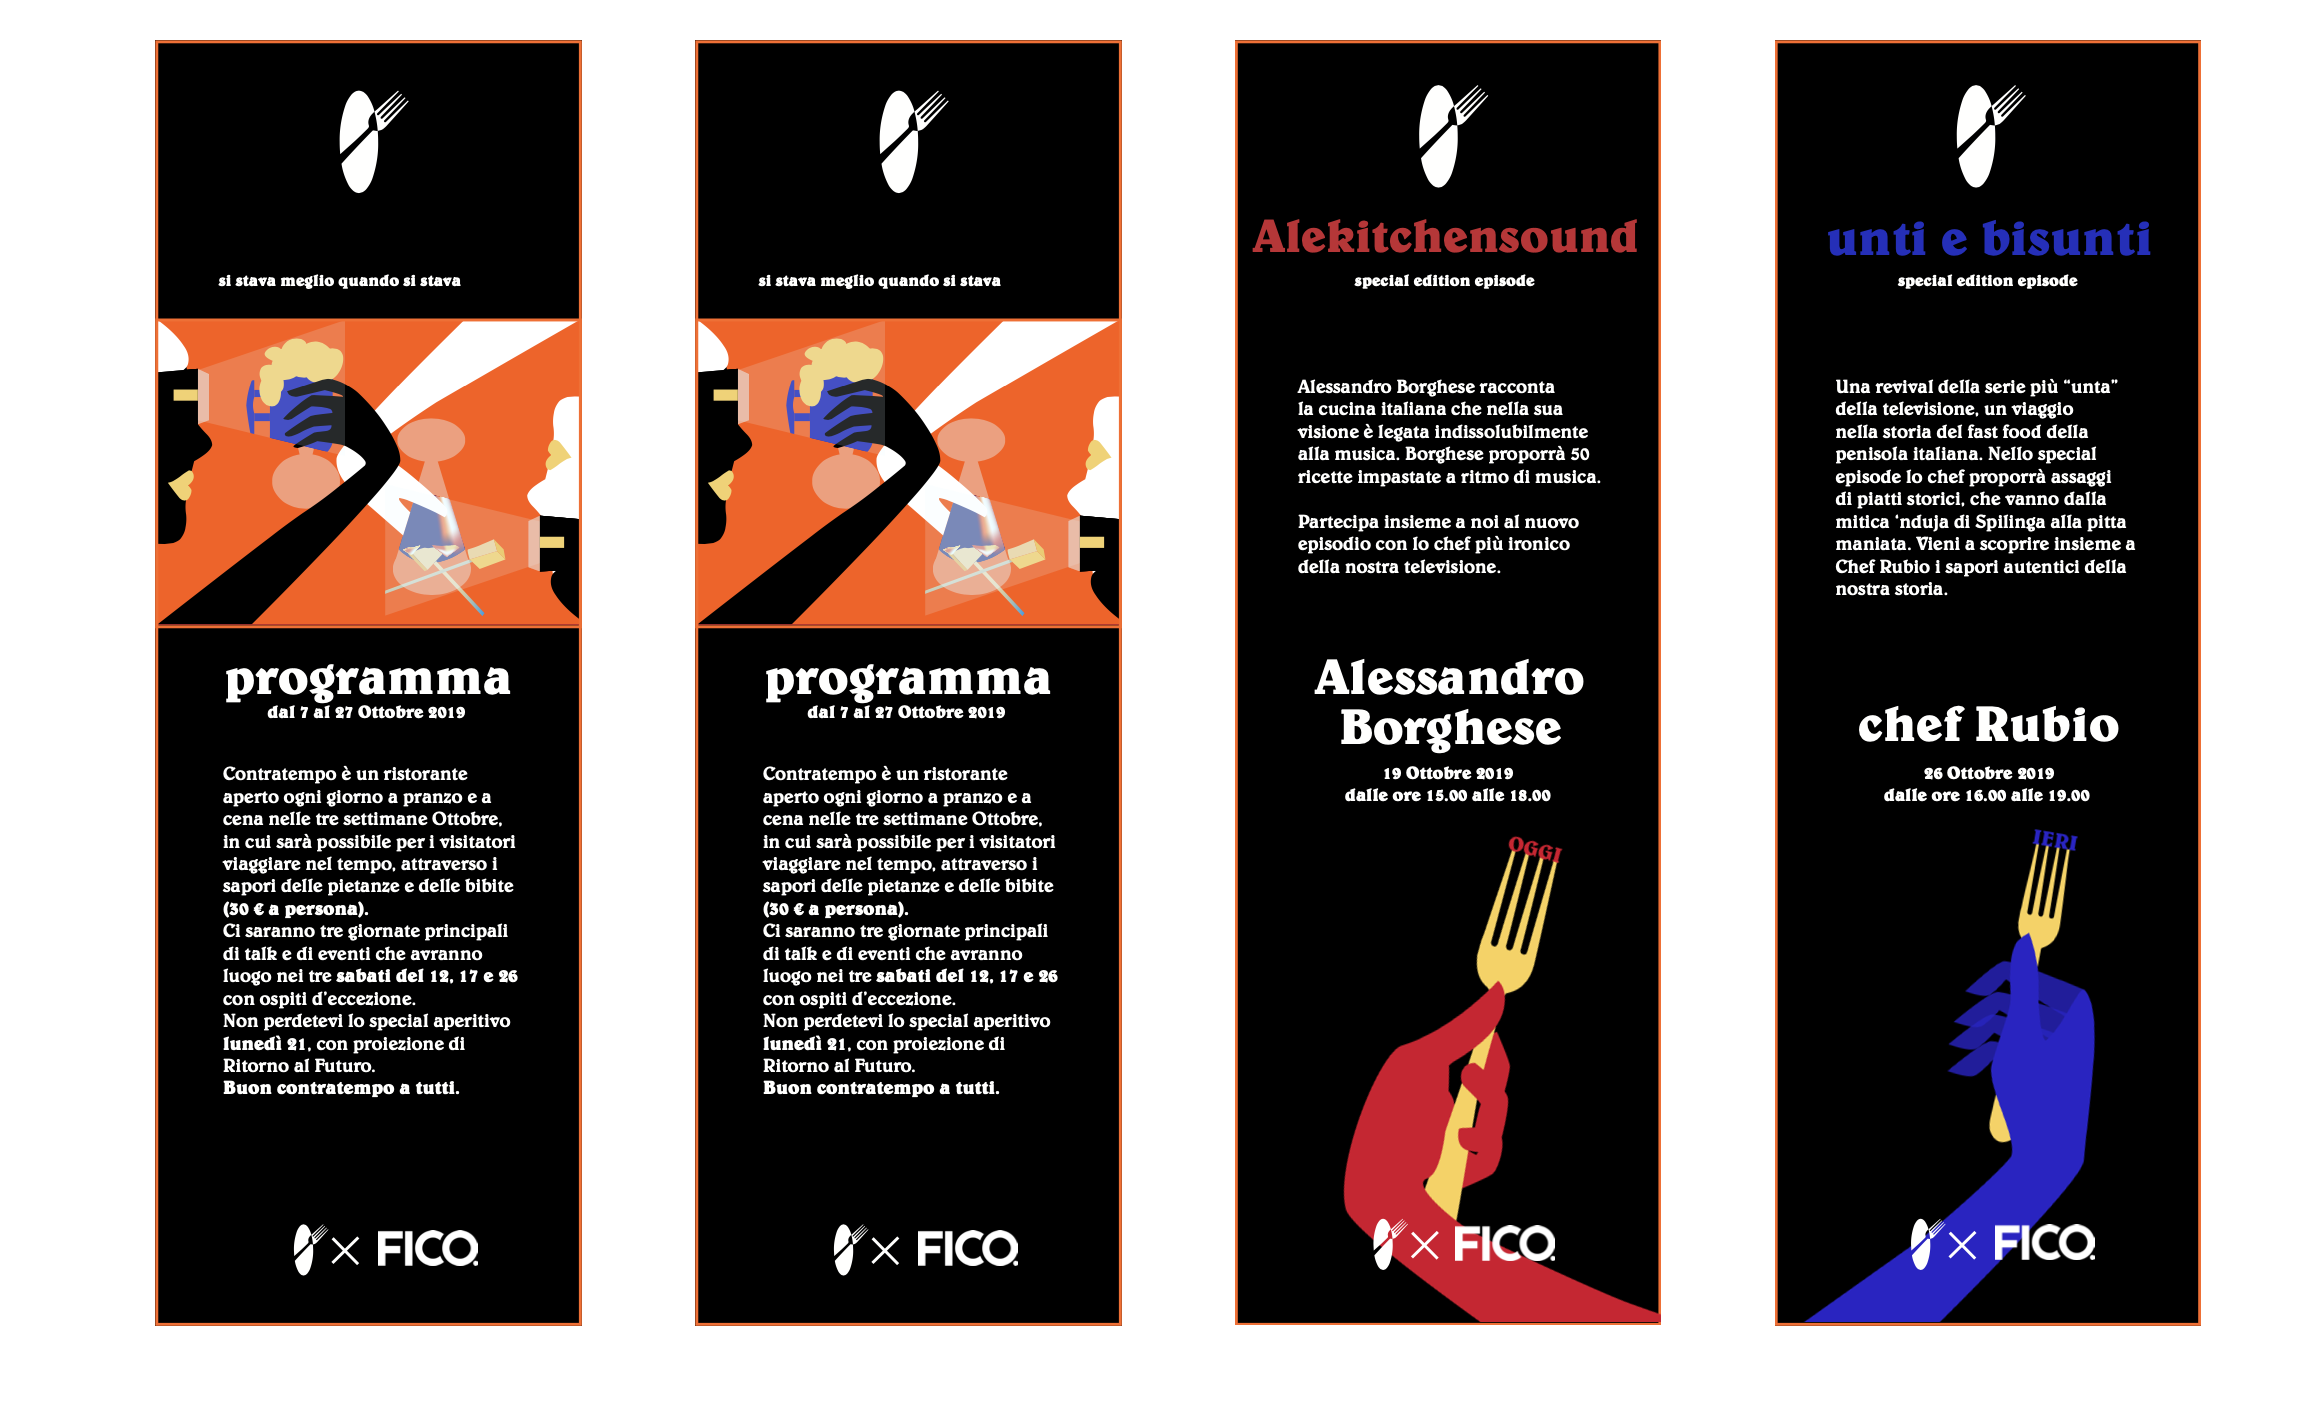 si stava meglio quando si stava
programma
dal 7 al 27 Ottobre 2019
Contratempo è un ristorante
aperto ogni giorno a pranzo e a
cena nelle tre settimane Ottobre,
in cui sarà possibile per i visitatori
viaggiare nel tempo, attraverso i
sapori delle pietanze e delle bibite
(30 € a persona).
Ci saranno tre giornate principali
di talk e di eventi che avranno
luogo nei tre sabati del 12, 17 e 26
con ospiti d'eccezione.
Non perdetevi lo special aperitivo
lunedì 21, con proiezione di
Ritorno al Futuro.
Buon contratempo a tutti.
× FICO.
si stava meglio quando si stava
programma
dal 7 al 27 Ottobre 2019
Contratempo è un ristorante
aperto ogni giorno a pranzo e a
cena nelle tre settimane Ottobre,
in cui sarà possibile per i visitatori
viaggiare nel tempo, attraverso i
sapori delle pietanze e delle bibite
(30 € a persona).
Ci saranno tre giornate principali
di talk e di eventi che avranno
luogo nei tre sabati del 12, 17 e 26
con ospiti d'eccezione.
Non perdetevi lo special aperitivo
lunedì 21, con proiezione di
Ritorno al Futuro.
Buon contratempo a tutti.
× FICO.
Alekitchensound
special edition episode
Alessandro Borghese racconta
la cucina italiana che nella sua
visione è legata indissolubilmente
alla musica. Borghese proporrà 50
ricette impastate a ritmo di musica.
Partecipa insieme a noi al nuovo
episodio con lo chef più ironico
della nostra televisione.
Alessandro
Borghese
19 Ottobre 2019
dalle ore 15.00 alle 18.00
OGGI
× FICO.
unti e bisunti
special edition episode
Una revival della serie più “unta”
della televisione, un viaggio
nella storia del fast food della
penisola italiana. Nello special
episode lo chef proporrà assaggi
di piatti storici, che vanno dalla
mitica ‘nduja di Spilinga alla pitta
maniata. Vieni a scoprire insieme a
Chef Rubio i sapori autentici della
nostra storia.
chef Rubio
26 Ottobre 2019
dalle ore 16.00 alle 19.00
IERI
× FICO.